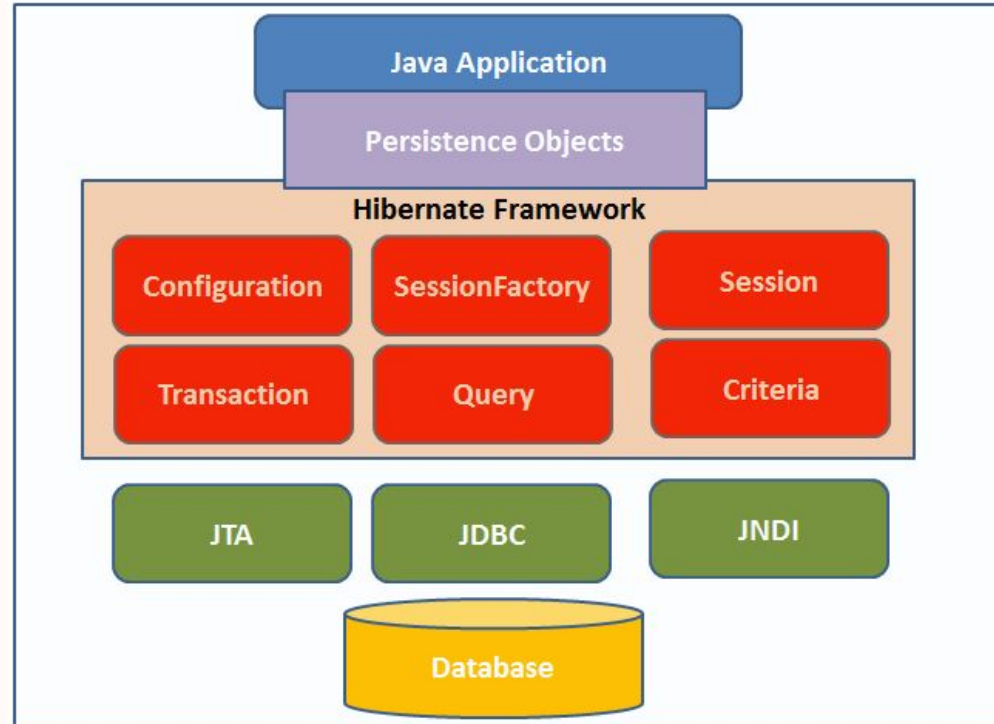 Java Application
Persistence Objects
Hibernate Framework
Configuration
SessionFactory
Session
Transaction
Query
Criteria
JTA
JDBC
JNDI
Database